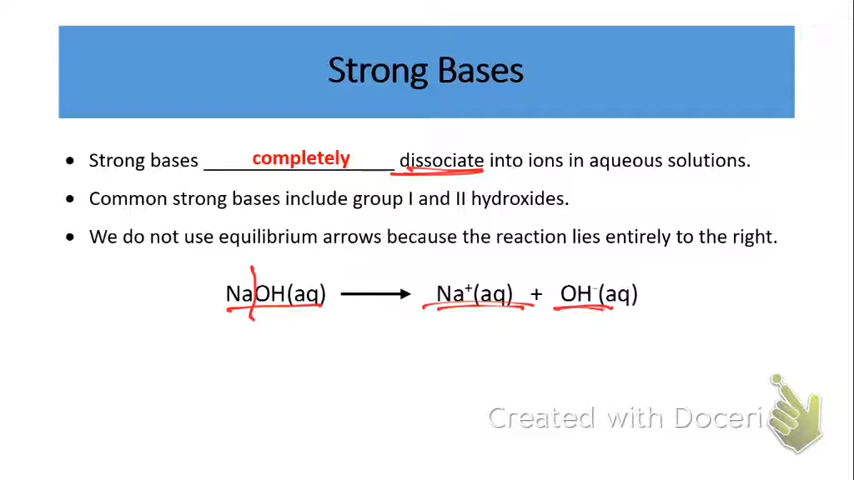 Strong Bases
• Strong bases completely dissociate into ions in aqueous solutions.
• Common strong bases include group I and II hydroxides.
• We do not use equilibrium arrows because the reaction lies entirely to the right.
NaOH(aq) ⟶ Na⁺(aq) + OH⁻(aq)
Created with Doceri